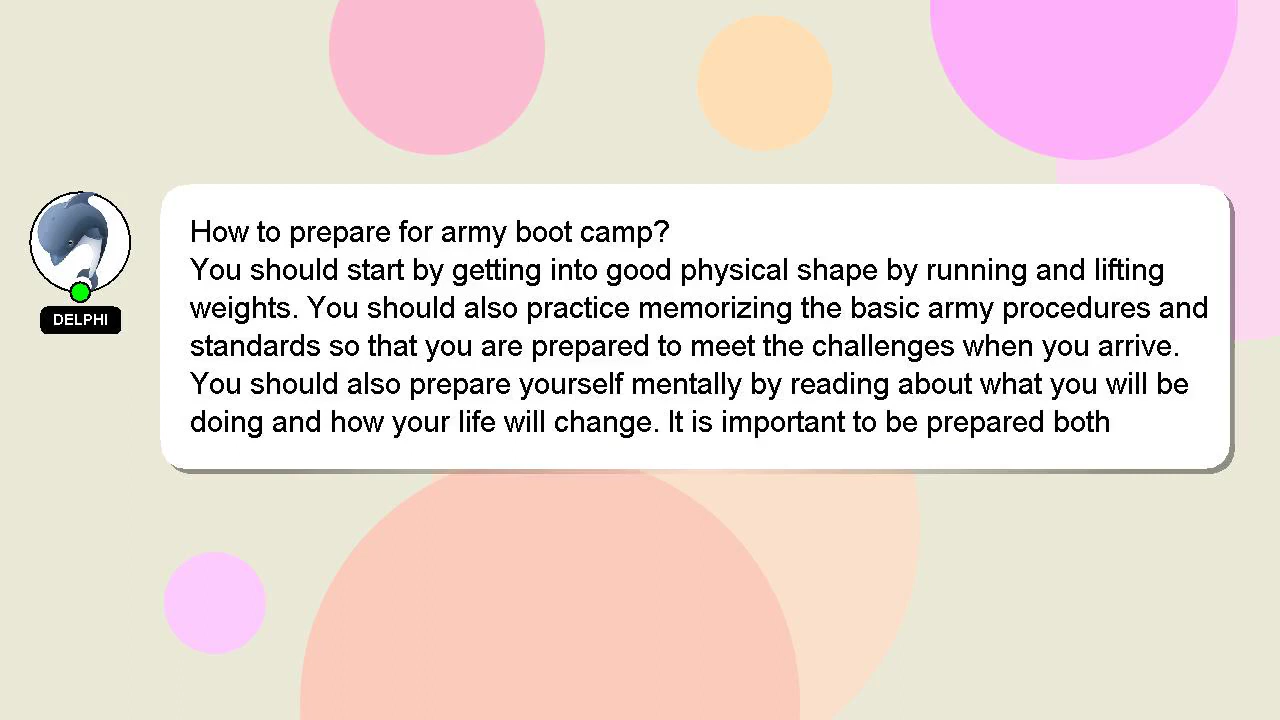 How to prepare for army boot camp?
You should start by getting into good physical shape by running and lifting
weights. You should also practice memorizing the basic army procedures and
standards so that you are prepared to meet the challenges when you arrive.
You should also prepare yourself mentally by reading about what you will be
doing and how your life will change. It is important to be prepared both
DELPHI